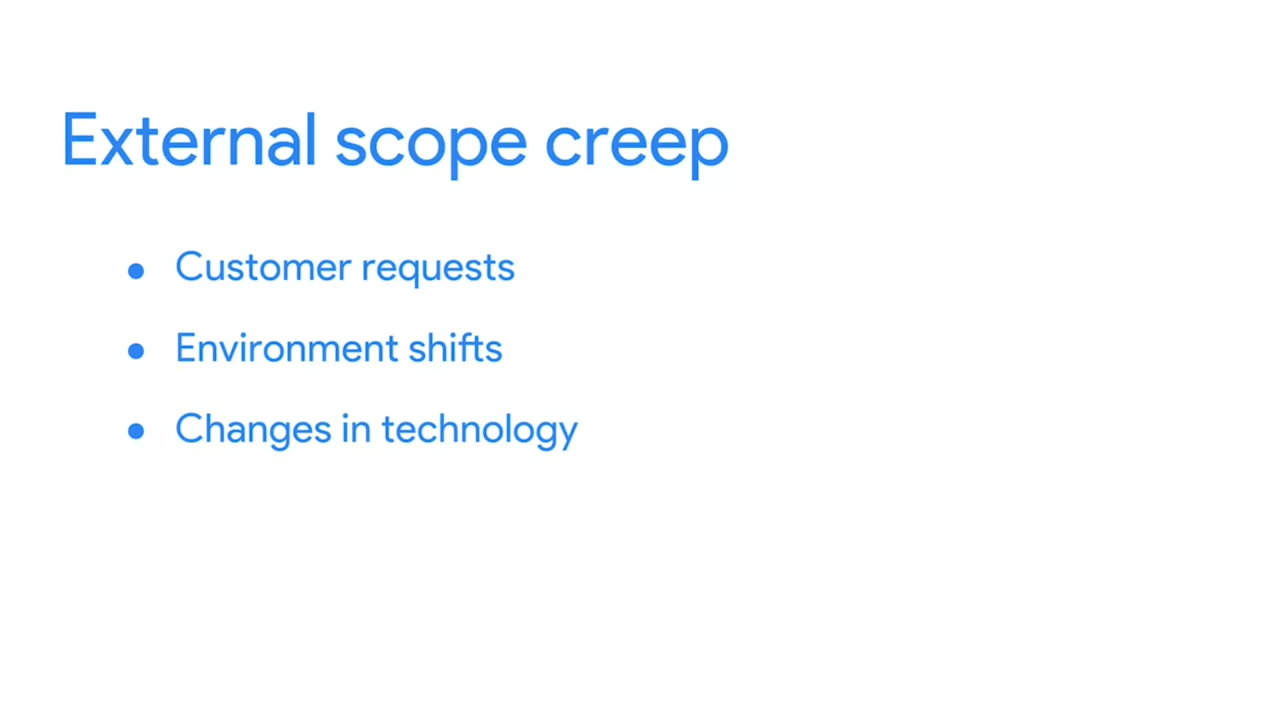 External scope creep
● Customer requests
● Environment shifts
● Changes in technology